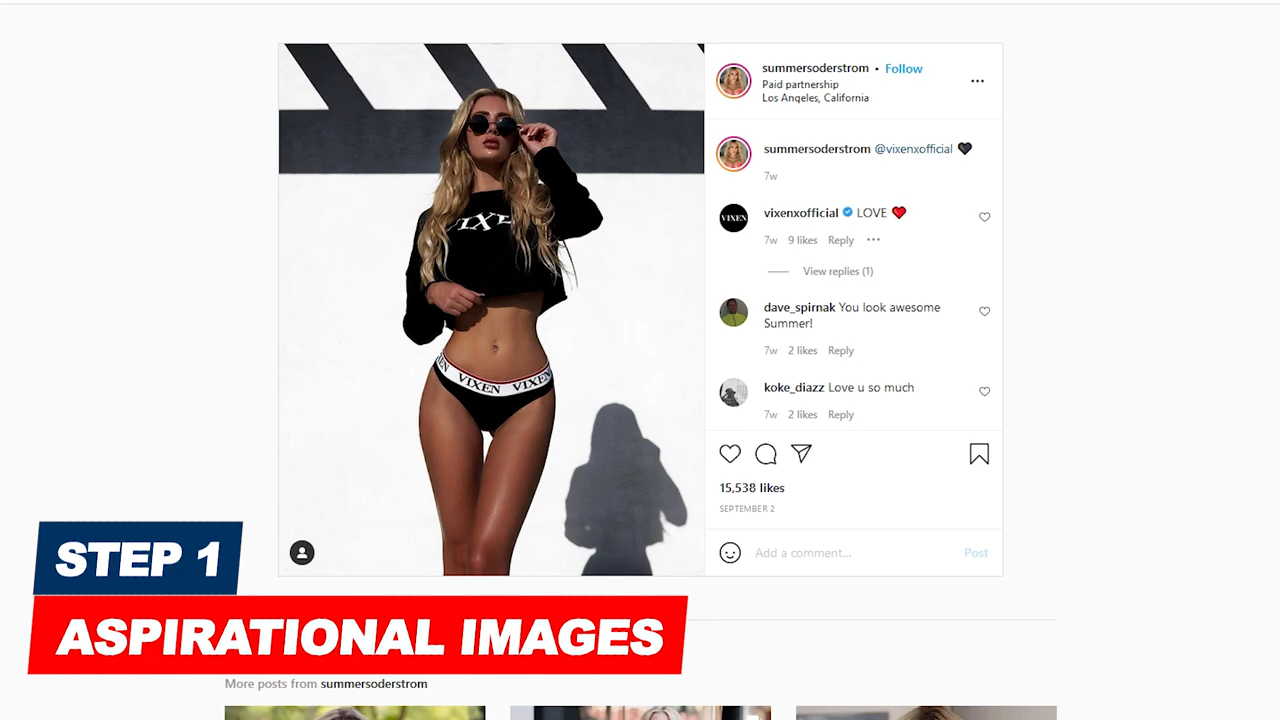 summersoderstrom • Follow
Paid partnership
Los Angeles, California
summersoderstrom @vixenxofficial 🖤
7w
VIXEN
vixenxofficial LOVE ❤️
7w 9 likes Reply •••
View replies (1)
dave_spirnak You look awesome
Summer!
7w 2 likes Reply
koke_diazz Love u so much
7w 2 likes Reply
15,538 likes
SEPTEMBER 2
Add a comment... Post
VIXEN VIXEN
STEP 1
ASPIRATIONAL IMAGES
More posts from summersoderstrom